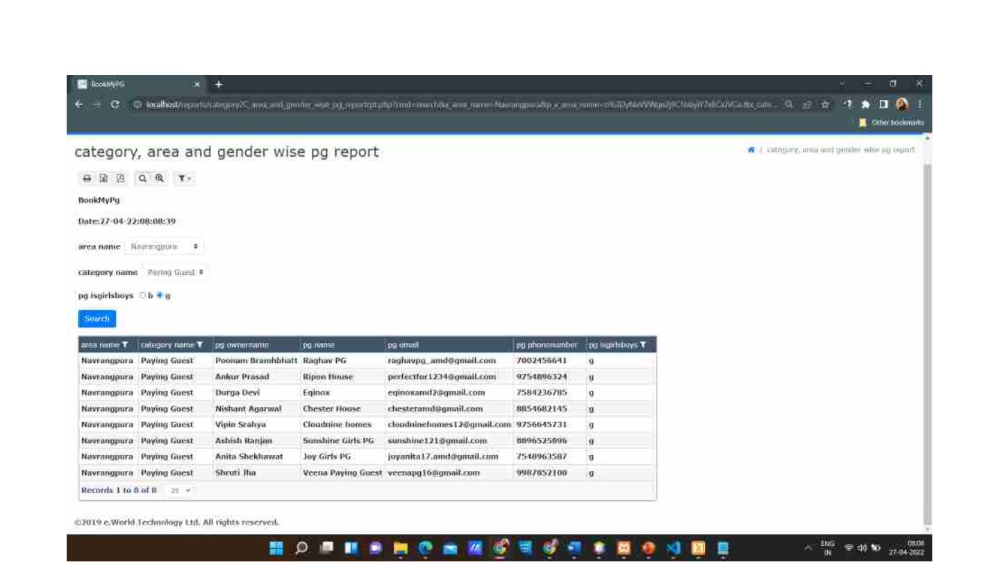 BookMyPG
localhost/reports/category2C_area_and_gender_wise_pg_reportrpt.php?cmd=search&
Other bookmarks
category, area and gender wise pg report
/ category, area and gender wise pg report
BookMyPg
Date:27-04-22:08:08:39
area name Navrangpura
category name Paying Guest
pg isgirlsboys b g
Search
area name category name pg ownername pg name pg email pg phonenumber pg isgirlsboys
Navrangpura Paying Guest Poonam Bramhbhatt Raghav PG raghavpg_amd@gmail.com 7002456641 g
Navrangpura Paying Guest Ankur Prasad Ripon House perfectfor1234@gmail.com 9754896324 g
Navrangpura Paying Guest Durga Devi Eqinox eqinoxamd2@gmail.com 7584236785 g
Navrangpura Paying Guest Nishant Agarwal Chester House chesteramd@gmail.com 8854682145 g
Navrangpura Paying Guest Vipin Srahya Cloudnine homes cloudninehomes12@gmail.com 9756645731 g
Navrangpura Paying Guest Ashish Ranjan Sunshine Girls PG sunshine121@gmail.com 8896525896 g
Navrangpura Paying Guest Anita Shekhawat Joy Girls PG joyanita17.amd@gmail.com 7548963587 g
Navrangpura Paying Guest Shruti Jha Veena Paying Guest veenapg16@gmail.com 9987852100 g
Records 1 to 8 of 8 20
©2019 e.World Technology Ltd. All rights reserved.
ENG
IN
08:08
27-04-2022